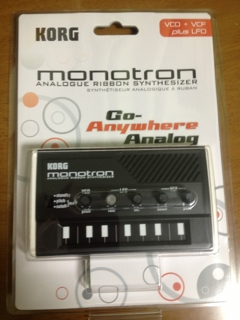 KORG
VCO + VCF
plus LFO
monotron
ANALOGUE RIBBON SYNTHESIZER
SYNTHÉTISEUR ANALOGIQUE À RUBAN
Go-
Anywhere
Analog
KORG
monotron